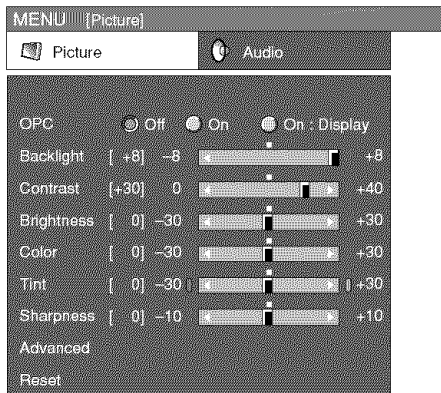 MENU [Picture]
Picture Audio
OPC Off On On : Display
Backlight [ +8] –8 +8
Contrast [+30] 0 +40
Brightness [ 0] –30 +30
Color [ 0] –30 +30
Tint [ 0] –30 +30
Sharpness [ 0] –10 +10
Advanced
Reset